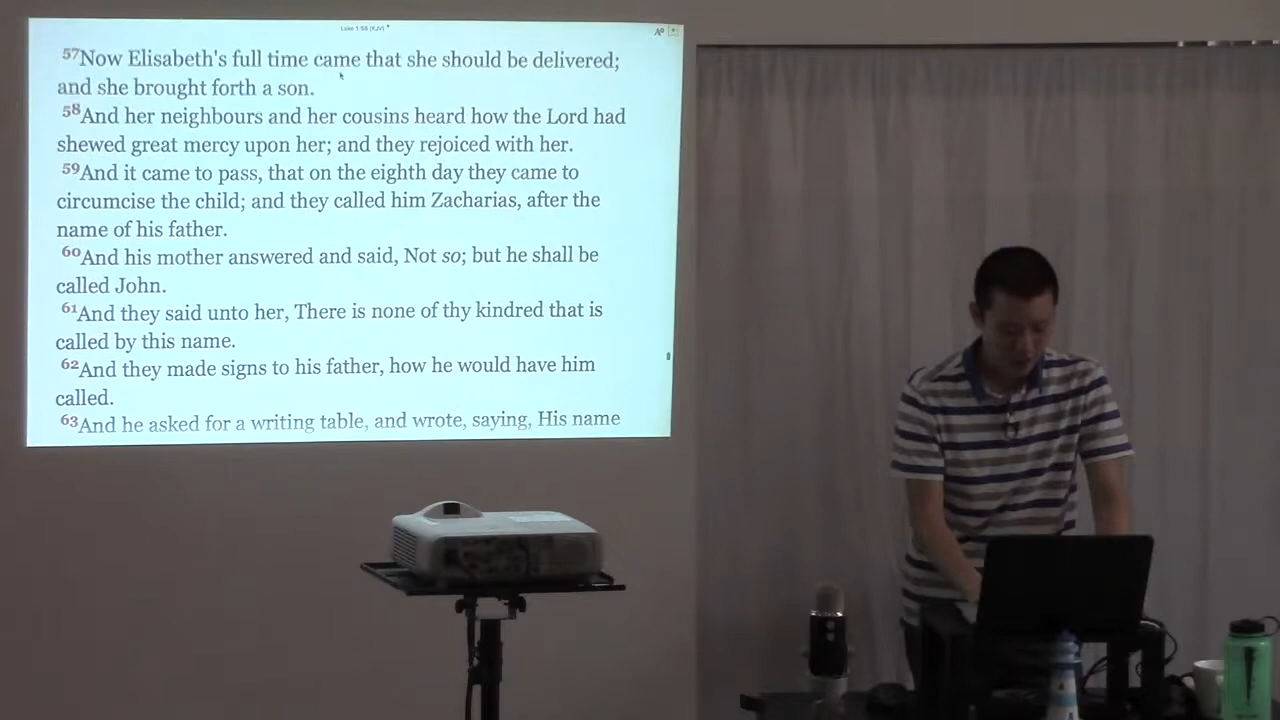 Luke 1:58 (KJV)
57Now Elisabeth's full time came that she should be delivered;
and she brought forth a son.
58And her neighbours and her cousins heard how the Lord had
shewed great mercy upon her; and they rejoiced with her.
59And it came to pass, that on the eighth day they came to
circumcise the child; and they called him Zacharias, after the
name of his father.
60And his mother answered and said, Not so; but he shall be
called John.
61And they said unto her, There is none of thy kindred that is
called by this name.
62And they made signs to his father, how he would have him
called.
63And he asked for a writing table, and wrote, saying, His name